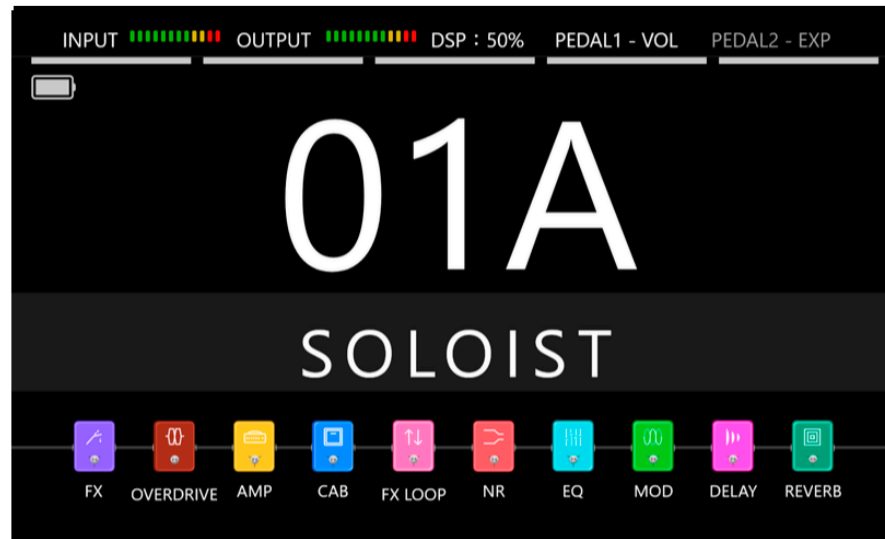 INPUT OUTPUT DSP : 50% PEDAL1 - VOL PEDAL2 - EXP
01A
SOLOIST
FX OVERDRIVE AMP CAB FX LOOP NR EQ MOD DELAY REVERB